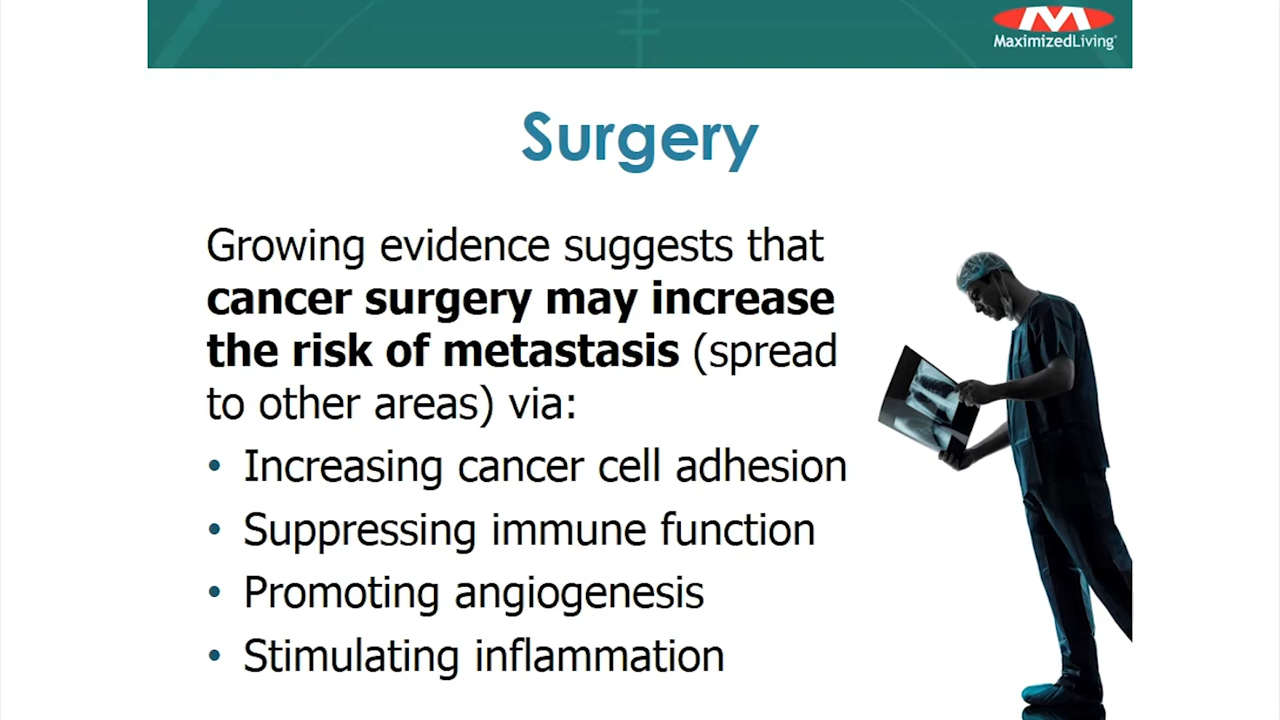 MaximizedLiving
Surgery
Growing evidence suggests that
cancer surgery may increase
the risk of metastasis (spread
to other areas) via:
• Increasing cancer cell adhesion
• Suppressing immune function
• Promoting angiogenesis
• Stimulating inflammation